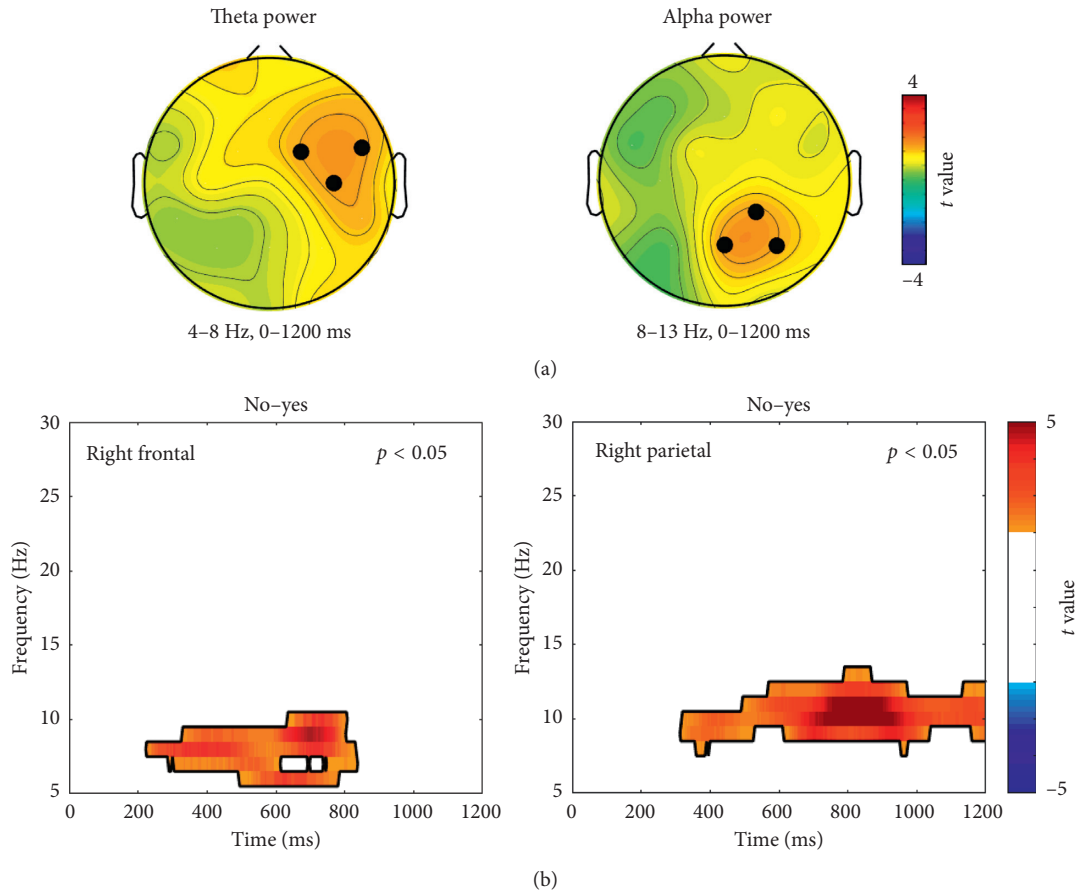 Theta power
Alpha power
4
t value
−4
4–8 Hz, 0–1200 ms
8–13 Hz, 0–1200 ms
(a)
No–yes
30
25
20
15
10
5
Frequency (Hz)
Right frontal
p < 0.05
0
200
400
600
800
1000
1200
Time (ms)
No–yes
30
25
20
15
10
5
Frequency (Hz)
Right parietal
p < 0.05
0
200
400
600
800
1000
1200
Time (ms)
5
t value
−5
(b)